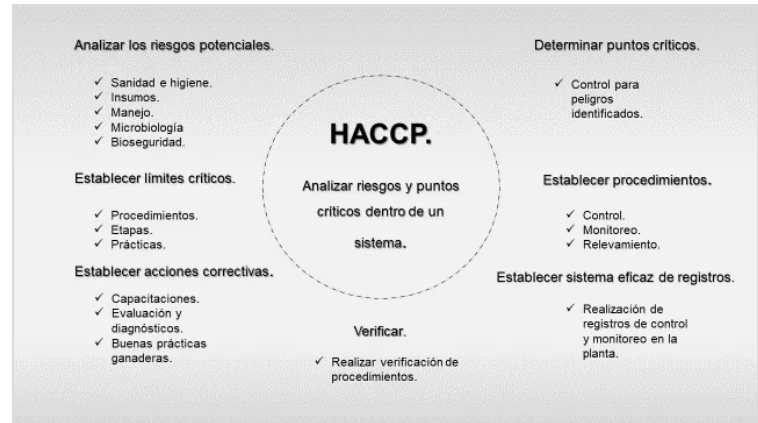 Analizar los riesgos potenciales.
✓ Sanidad e higiene.
✓ Insumos.
✓ Manejo.
✓ Microbiología
✓ Bioseguridad.
Determinar puntos críticos.
✓ Control para
peligros
identificados.
HACCP.
Analizar riesgos y puntos
críticos dentro de un
sistema.
Establecer límites críticos.
✓ Procedimientos.
✓ Etapas.
✓ Prácticas.
Establecer procedimientos.
✓ Control.
✓ Monitoreo.
✓ Relevamiento.
Establecer acciones correctivas.
✓ Capacitaciones.
✓ Evaluación y
diagnósticos.
✓ Buenas prácticas
ganaderas.
Establecer sistema eficaz de registros.
✓ Realización de
registros de control
y monitoreo en la
planta.
Verificar.
✓ Realizar verificación de
procedimientos.